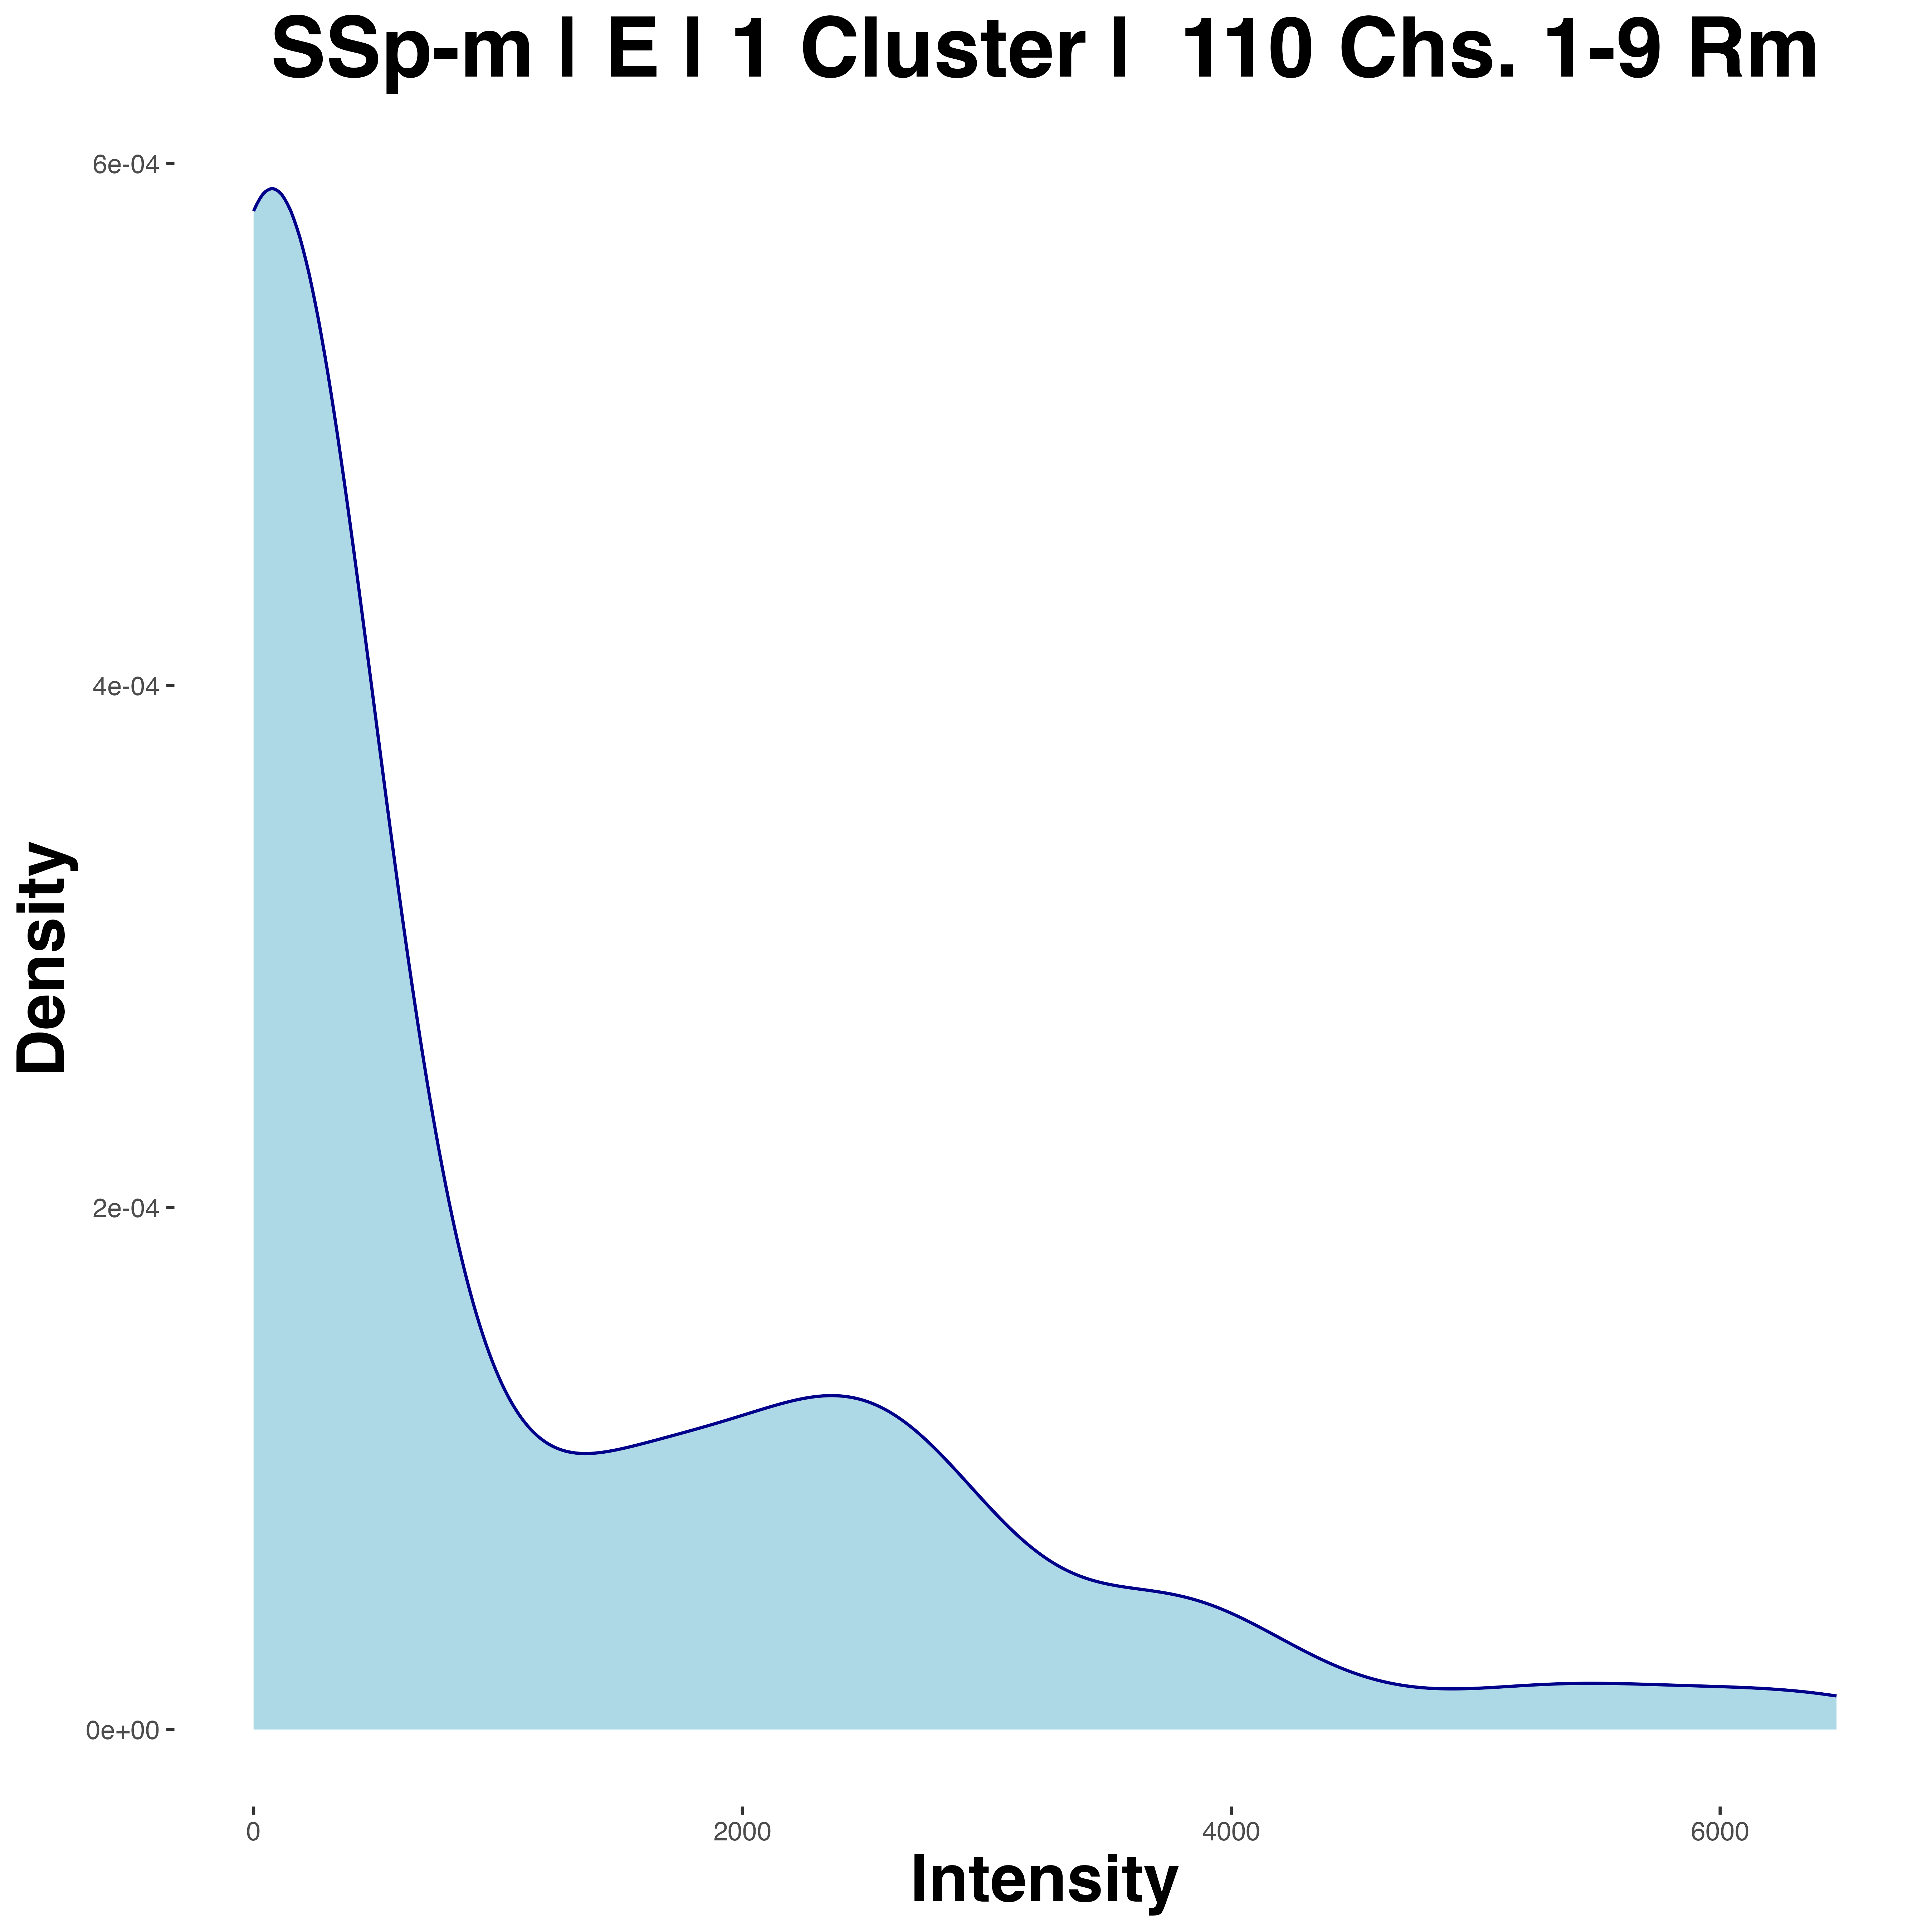 SSp-m | E | 1 Cluster |  110 Chs. 1-9 Rm
6e-04
4e-04
2e-04
0e+00
Density
0 2000 4000 6000
Intensity